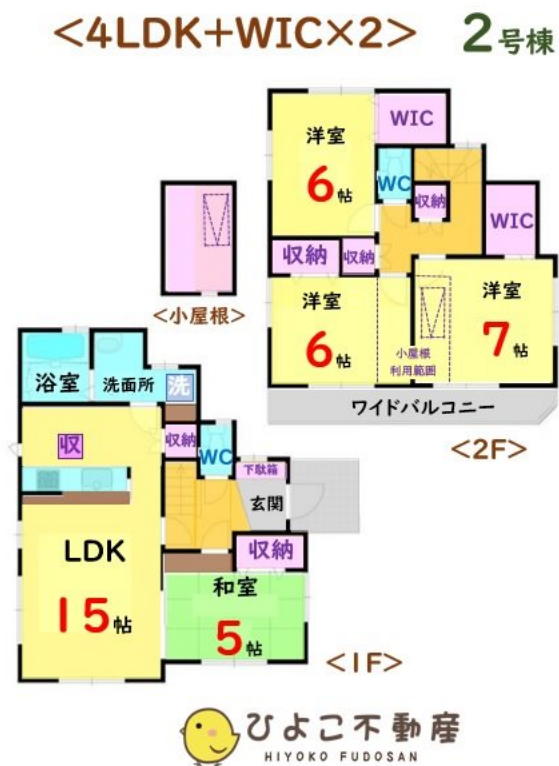 <4LDK+WIC×2> 2号棟
洋室
6帖
WIC
WC
収納
WIC
収納
収納
洋室
6帖
洋室
7帖
小屋根
利用範囲
ワイドバルコニー
<2F>
<小屋根>
浴室
洗面所
洗
収
収納
WC
下駄箱
玄関
LDK
15帖
収納
和室
5帖
<1F>
ひよこ不動産
HIYOKO FUDOSAN